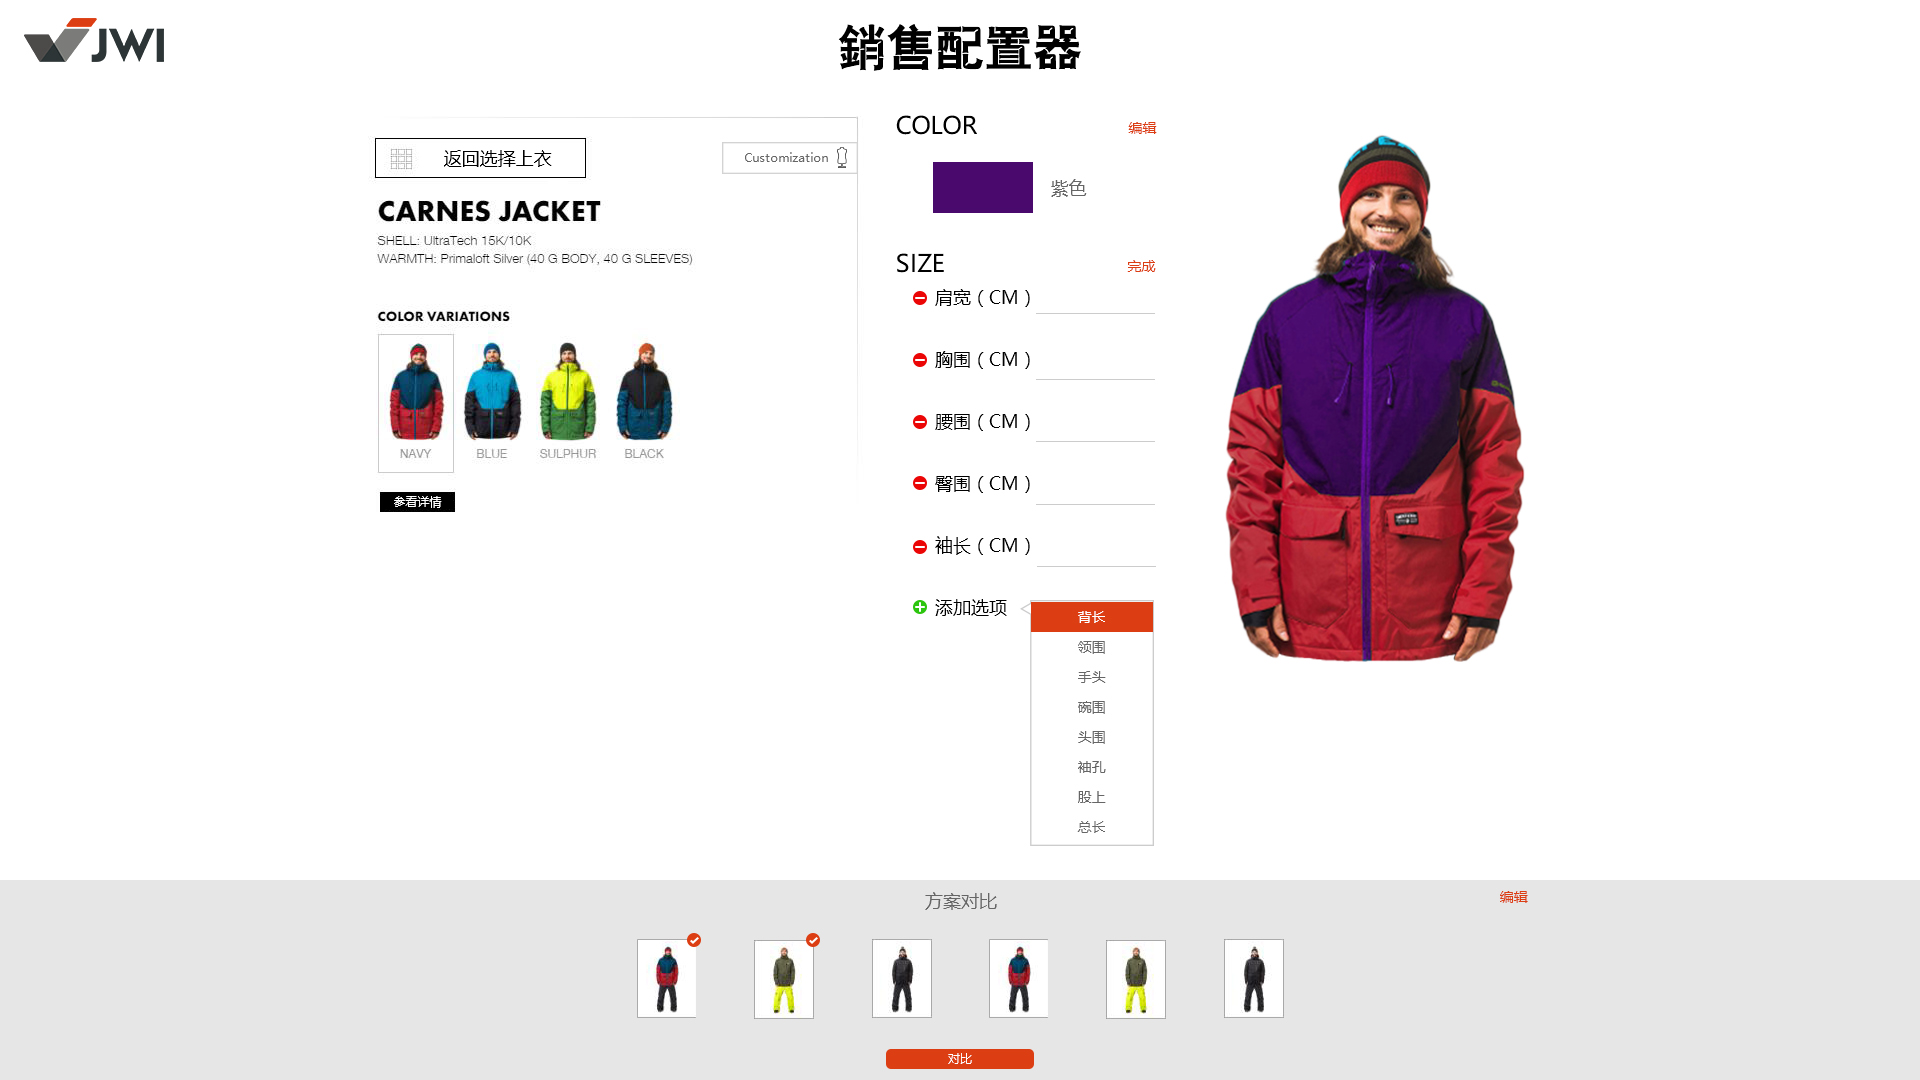 JWI
銷售配置器
返回选择上衣
Customization
CARNES JACKET
SHELL: UltraTech 15K/10K
WARMTH: Primaloft Silver (40 G BODY, 40 G SLEEVES)
COLOR VARIATIONS
NAVY
BLUE
SULPHUR
BLACK
参看详情
COLOR
编辑
紫色
SIZE
完成
肩宽 ( CM )
胸围 ( CM )
腰围 ( CM )
臀围 ( CM )
袖长 ( CM )
添加选项
背长
领围
手头
碗围
头围
袖孔
股上
总长
方案对比
编辑
对比